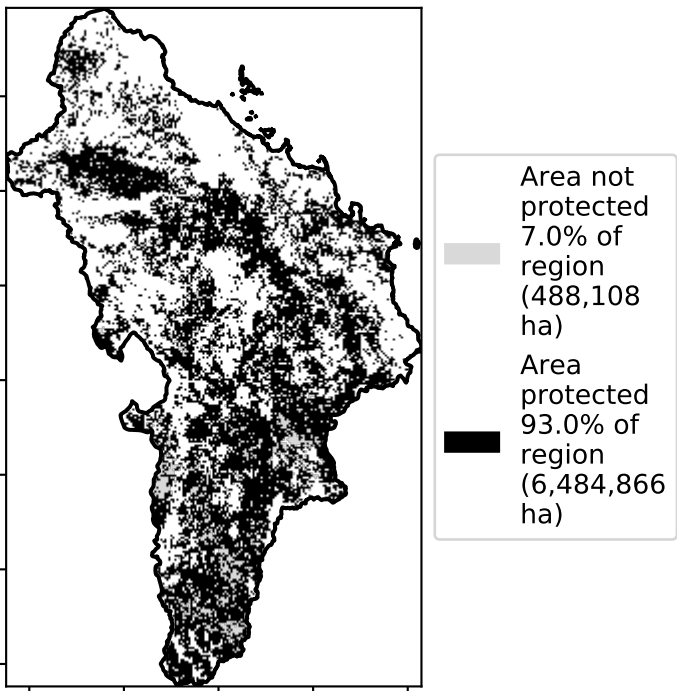 Area not
protected
7.0% of
region
(488,108
ha)
Area
protected
93.0% of
region
(6,484,866
ha)